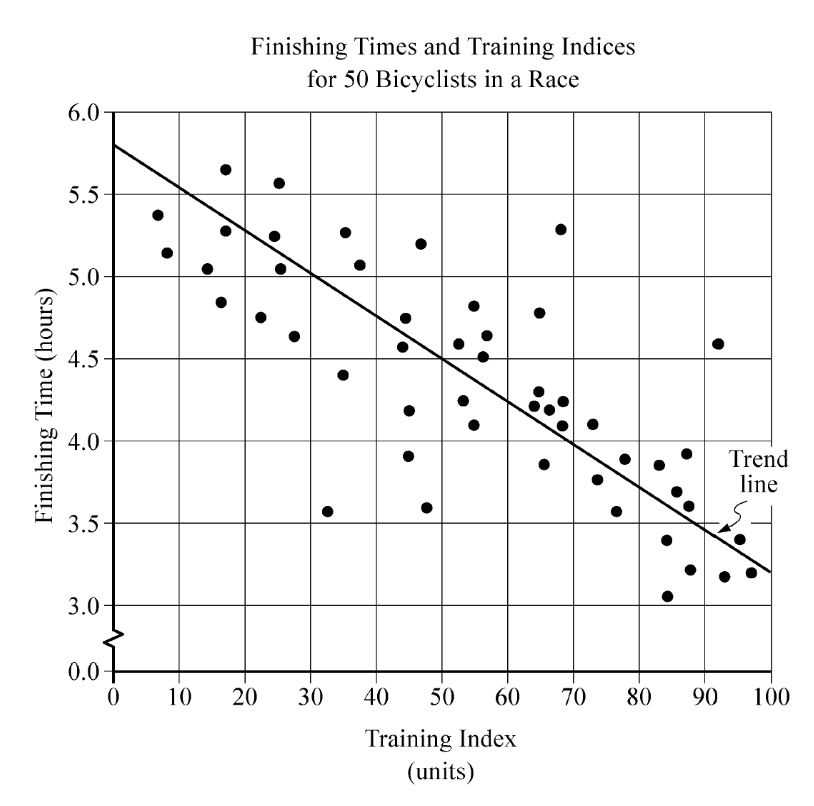 Finishing Times and Training Indices
for 50 Bicyclists in a Race
6.0
5.5
5.0
4.5
4.0
3.5
3.0
0.0
Finishing Time (hours)
Trend
line
0 10 20 30 40 50 60 70 80 90 100
Training Index
(units)